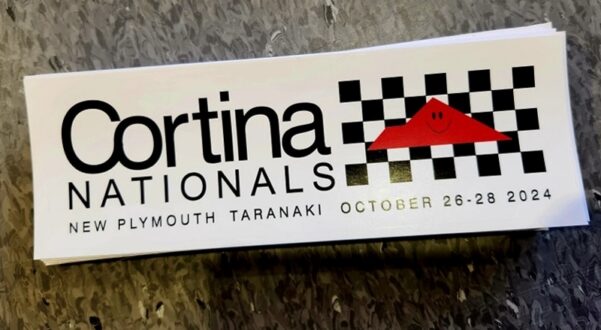 Cortina
NATIONALS
NEW PLYMOUTH TARANAKI OCTOBER 26-28 2024